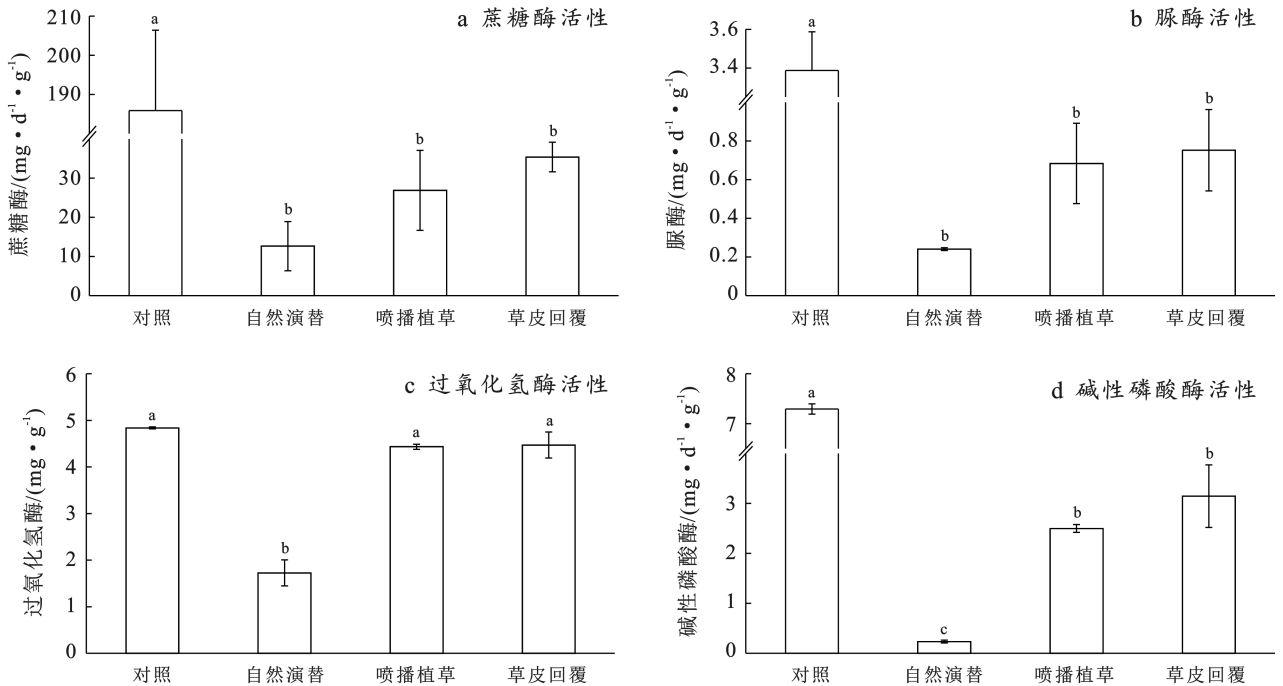 a 蔗糖酶活性
蔗糖酶/(mg•d⁻¹•g⁻¹)
210
200
190
30
20
10
0
a
b
b
b
对照
自然演替
喷播植草
草皮回覆
b 脲酶活性
脲酶/(mg•d⁻¹•g⁻¹)
3.6
3.4
0.8
0.6
0.4
0.2
0
a
b
b
b
对照
自然演替
喷播植草
草皮回覆
c 过氧化氢酶活性
过氧化氢酶/(mg•g⁻¹)
6
5
4
3
2
1
0
a
b
a
a
对照
自然演替
喷播植草
草皮回覆
d 碱性磷酸酶活性
碱性磷酸酶/(mg•d⁻¹•g⁻¹)
8
7
3
2
1
0
a
c
b
b
对照
自然演替
喷播植草
草皮回覆